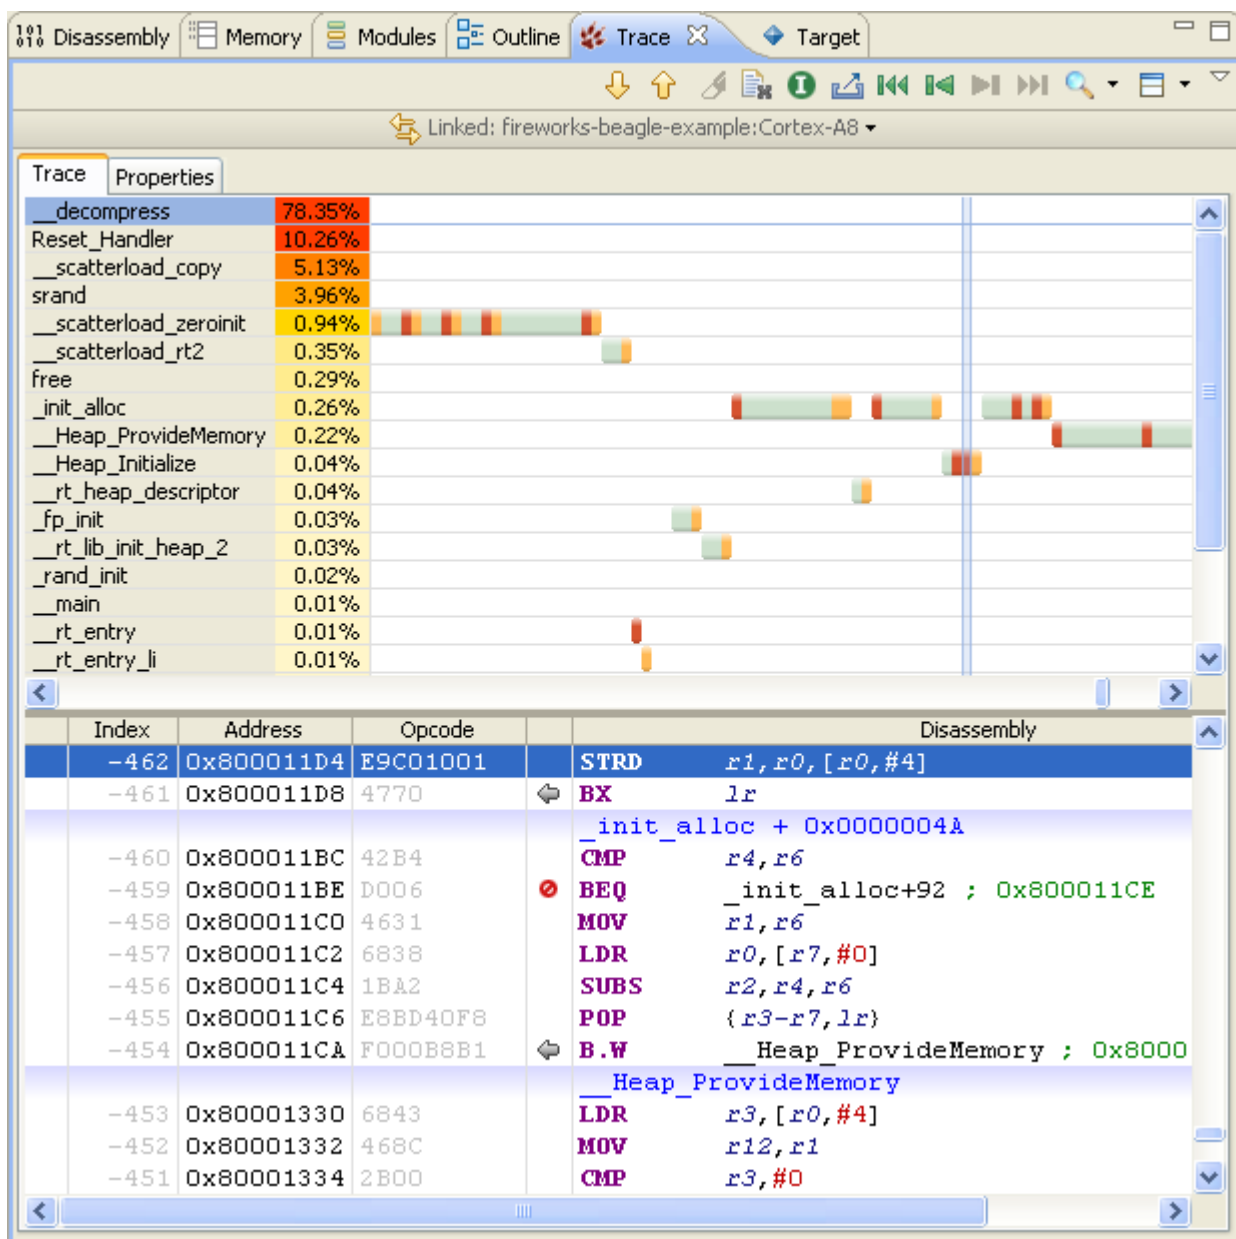 Disassembly Memory Modules Outline Trace Target
Linked: fireworks-beagle-example:Cortex-A8
Trace Properties
__decompress 78.35%
Reset_Handler 10.26%
__scatterload_copy 5.13%
srand 3.96%
__scatterload_zeroinit 0.94%
__scatterload_rt2 0.35%
free 0.29%
_init_alloc 0.26%
__Heap_ProvideMemory 0.22%
__Heap_Initialize 0.04%
__rt_heap_descriptor 0.04%
_fp_init 0.03%
__rt_lib_init_heap_2 0.03%
_rand_init 0.02%
__main 0.01%
__rt_entry 0.01%
__rt_entry_li 0.01%
Index Address Opcode Disassembly
-462 0x800011D4 E9C01001 STRD r1,r0,[r0,#4]
-461 0x800011D8 4770 BX lr
_init_alloc + 0x0000004A
-460 0x800011BC 42B4 CMP r4,r6
-459 0x800011BE D006 BEQ _init_alloc+92 ; 0x800011CE
-458 0x800011C0 4631 MOV r1,r6
-457 0x800011C2 6838 LDR r0,[r7,#0]
-456 0x800011C4 1BA2 SUBS r2,r4,r6
-455 0x800011C6 E8BD40F8 POP {r3-r7,lr}
-454 0x800011CA F000B8B1 B.W __Heap_ProvideMemory ; 0x8000
__Heap_ProvideMemory
-453 0x80001330 6843 LDR r3,[r0,#4]
-452 0x80001332 468C MOV r12,r1
-451 0x80001334 2B00 CMP r3,#0